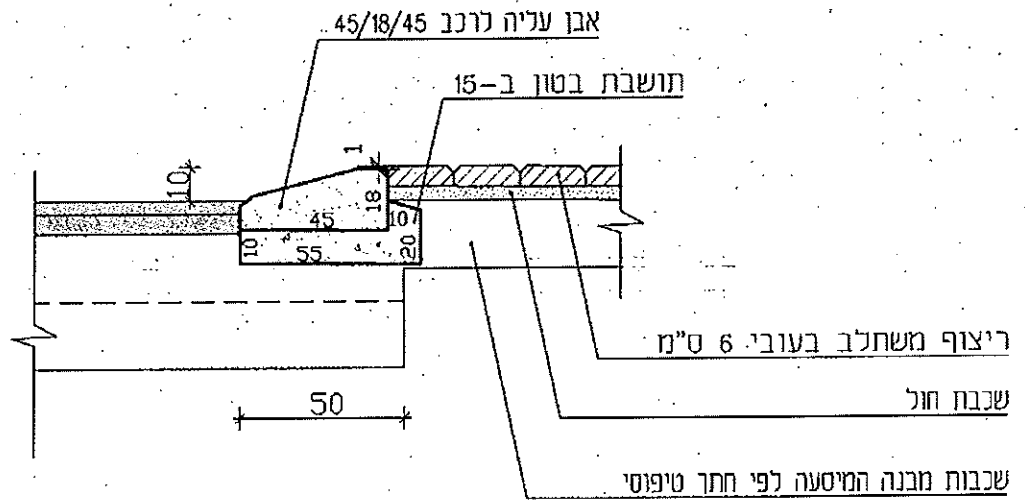 אבן עליה לרכב 45/18/45
תושבת בטון ב-15
1
10
18
45
10
10
55
20
50
ריצוף משתלב בעובי 6 ס"מ
שכבת חול
שכבות מבנה המיסעה לפי חתך טיפוסי